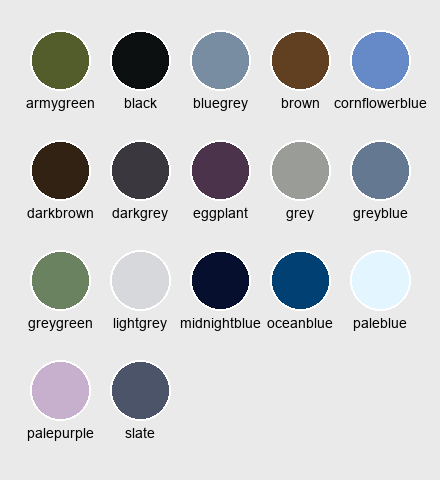 armygreen black bluegrey brown cornflowerblue
darkbrown darkgrey eggplant grey greyblue
greygreen lightgrey midnightblue oceanblue paleblue
palepurple slate